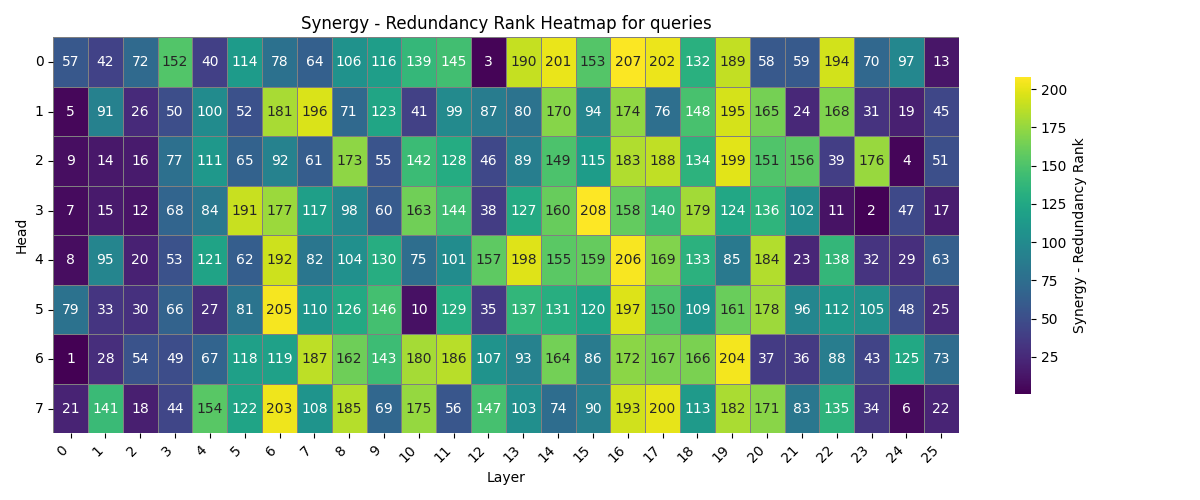 Synergy - Redundancy Rank Heatmap for queries
0 57 42 72 152 40 114 78 64 106 116 139 145 3 190 201 153 207 202 132 189 58 59 194 70 97 13
1 5 91 26 50 100 52 181 196 71 123 41 99 87 80 170 94 174 76 148 195 165 24 168 31 19 45
2 9 14 16 77 111 65 92 61 173 55 142 128 46 89 149 115 183 188 134 199 151 156 39 176 4 51
3 7 15 12 68 84 191 177 117 98 60 163 144 38 127 160 208 158 140 179 124 136 102 11 2 47 17
4 8 95 20 53 121 62 192 82 104 130 75 101 157 198 155 159 206 169 133 85 184 23 138 32 29 63
5 79 33 30 66 27 81 205 110 126 146 10 129 35 137 131 120 197 150 109 161 178 96 112 105 48 25
6 1 28 54 49 67 118 119 187 162 143 180 186 107 93 164 86 172 167 166 204 37 36 88 43 125 73
7 21 141 18 44 154 122 203 108 185 69 175 56 147 103 74 90 193 200 113 182 171 83 135 34 6 22
0 1 2 3 4 5 6 7 8 9 10 11 12 13 14 15 16 17 18 19 20 21 22 23 24 25
Layer
Head
200
175
150
125
100
75
50
25
Synergy - Redundancy Rank